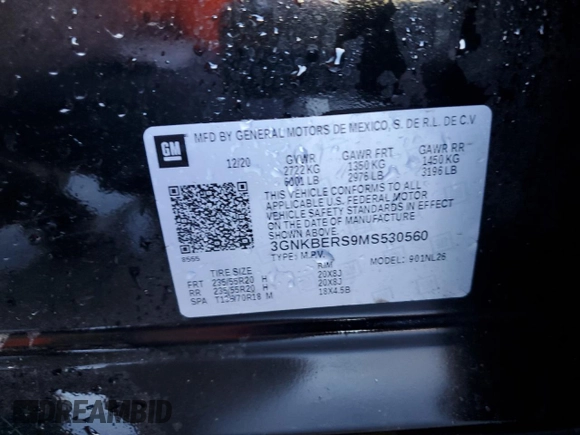 GM
MFD BY GENERAL MOTORS DE MEXICO, S. DE R.L. DE C.V
12/20 GVWR GAWR FRT GAWR RR
2722 KG 1350 KG 1450 KG
6001 LB 2976 LB 3196 LB
THIS VEHICLE CONFORMS TO ALL
APPLICABLE U.S. FEDERAL MOTOR
VEHICLE SAFETY STANDARDS IN EFFECT
ON THE DATE OF MANUFACTURE
SHOWN ABOVE.
3GNKBERS9MS530560
TYPE: M.P.V. MODEL: 901NL26
TIRE RIM
FRT 235/55R20 H 20X8J
RR 235/55R20 H 20X8J
SPA T129/70R18 M 18X4.5B
DREAMBID